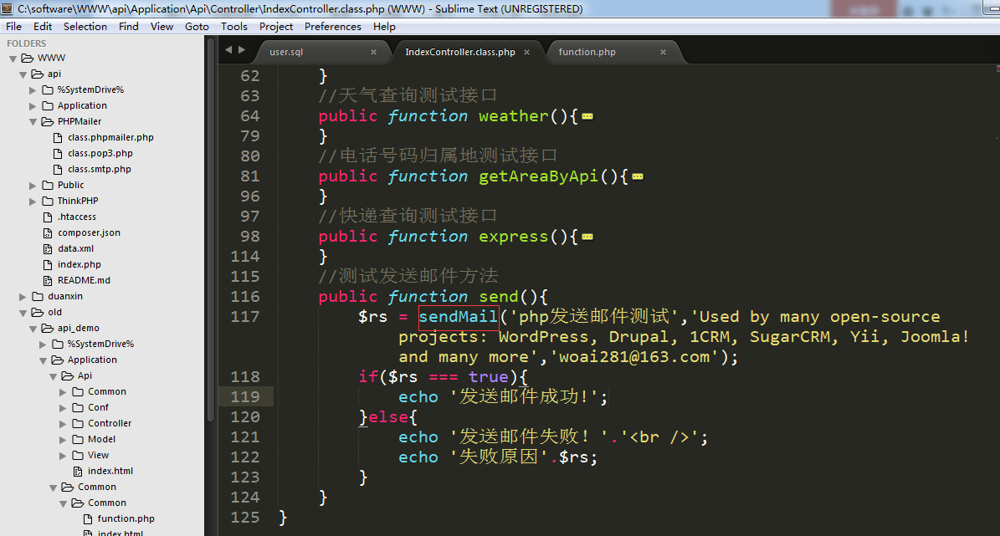 C:\software\WWW\api\Application\Api\Controller\IndexController.class.php (WWW) - Sublime Text (UNREGISTERED)
File Edit Selection Find View Goto Tools Project Preferences Help
FOLDERS
WWW
api
%SystemDrive%
Application
PHPMailer
class.phpmailer.php
class.pop3.php
class.smtp.php
Public
ThinkPHP
.htaccess
composer.json
data.xml
index.php
README.md
duanxin
old
api_demo
%SystemDrive%
Application
Api
Common
Conf
Controller
Model
View
index.html
Common
Common
function.php
index.html
user.sql × IndexController.class.php × function.php ×
62 }
63 //天气查询测试接口
64 public function weather(){
79 }
80 //电话号码归属地测试接口
81 public function getAreaByApi(){
96 }
97 //快递查询测试接口
98 public function express(){
114 }
115 //测试发送邮件方法
116 public function send(){
117 $rs = sendMail('php发送邮件测试','Used by many open-source
projects: WordPress, Drupal, 1CRM, SugarCRM, Yii, Joomla!
and many more','woai281@163.com');
118 if($rs === true){
119 echo '发送邮件成功!';
120 }else{
121 echo '发送邮件失败! '.'<br />';
122 echo '失败原因'.$rs;
123 }
124 }
125 }